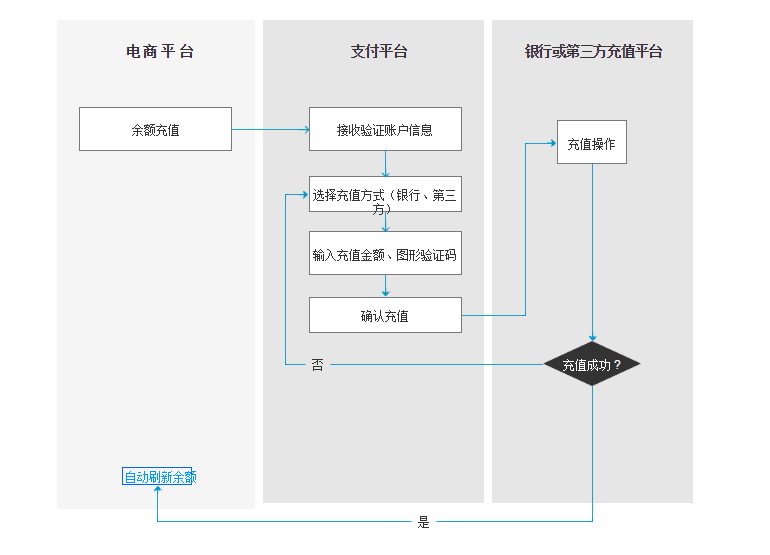 电 商 平 台
支付平台
银行或第三方充值平台
余额充值
接收验证账户信息
充值操作
选择充值方式（银行、第三
方）
输入充值金额、图形验证码
确认充值
否
充值成功？
自动刷新余额
是